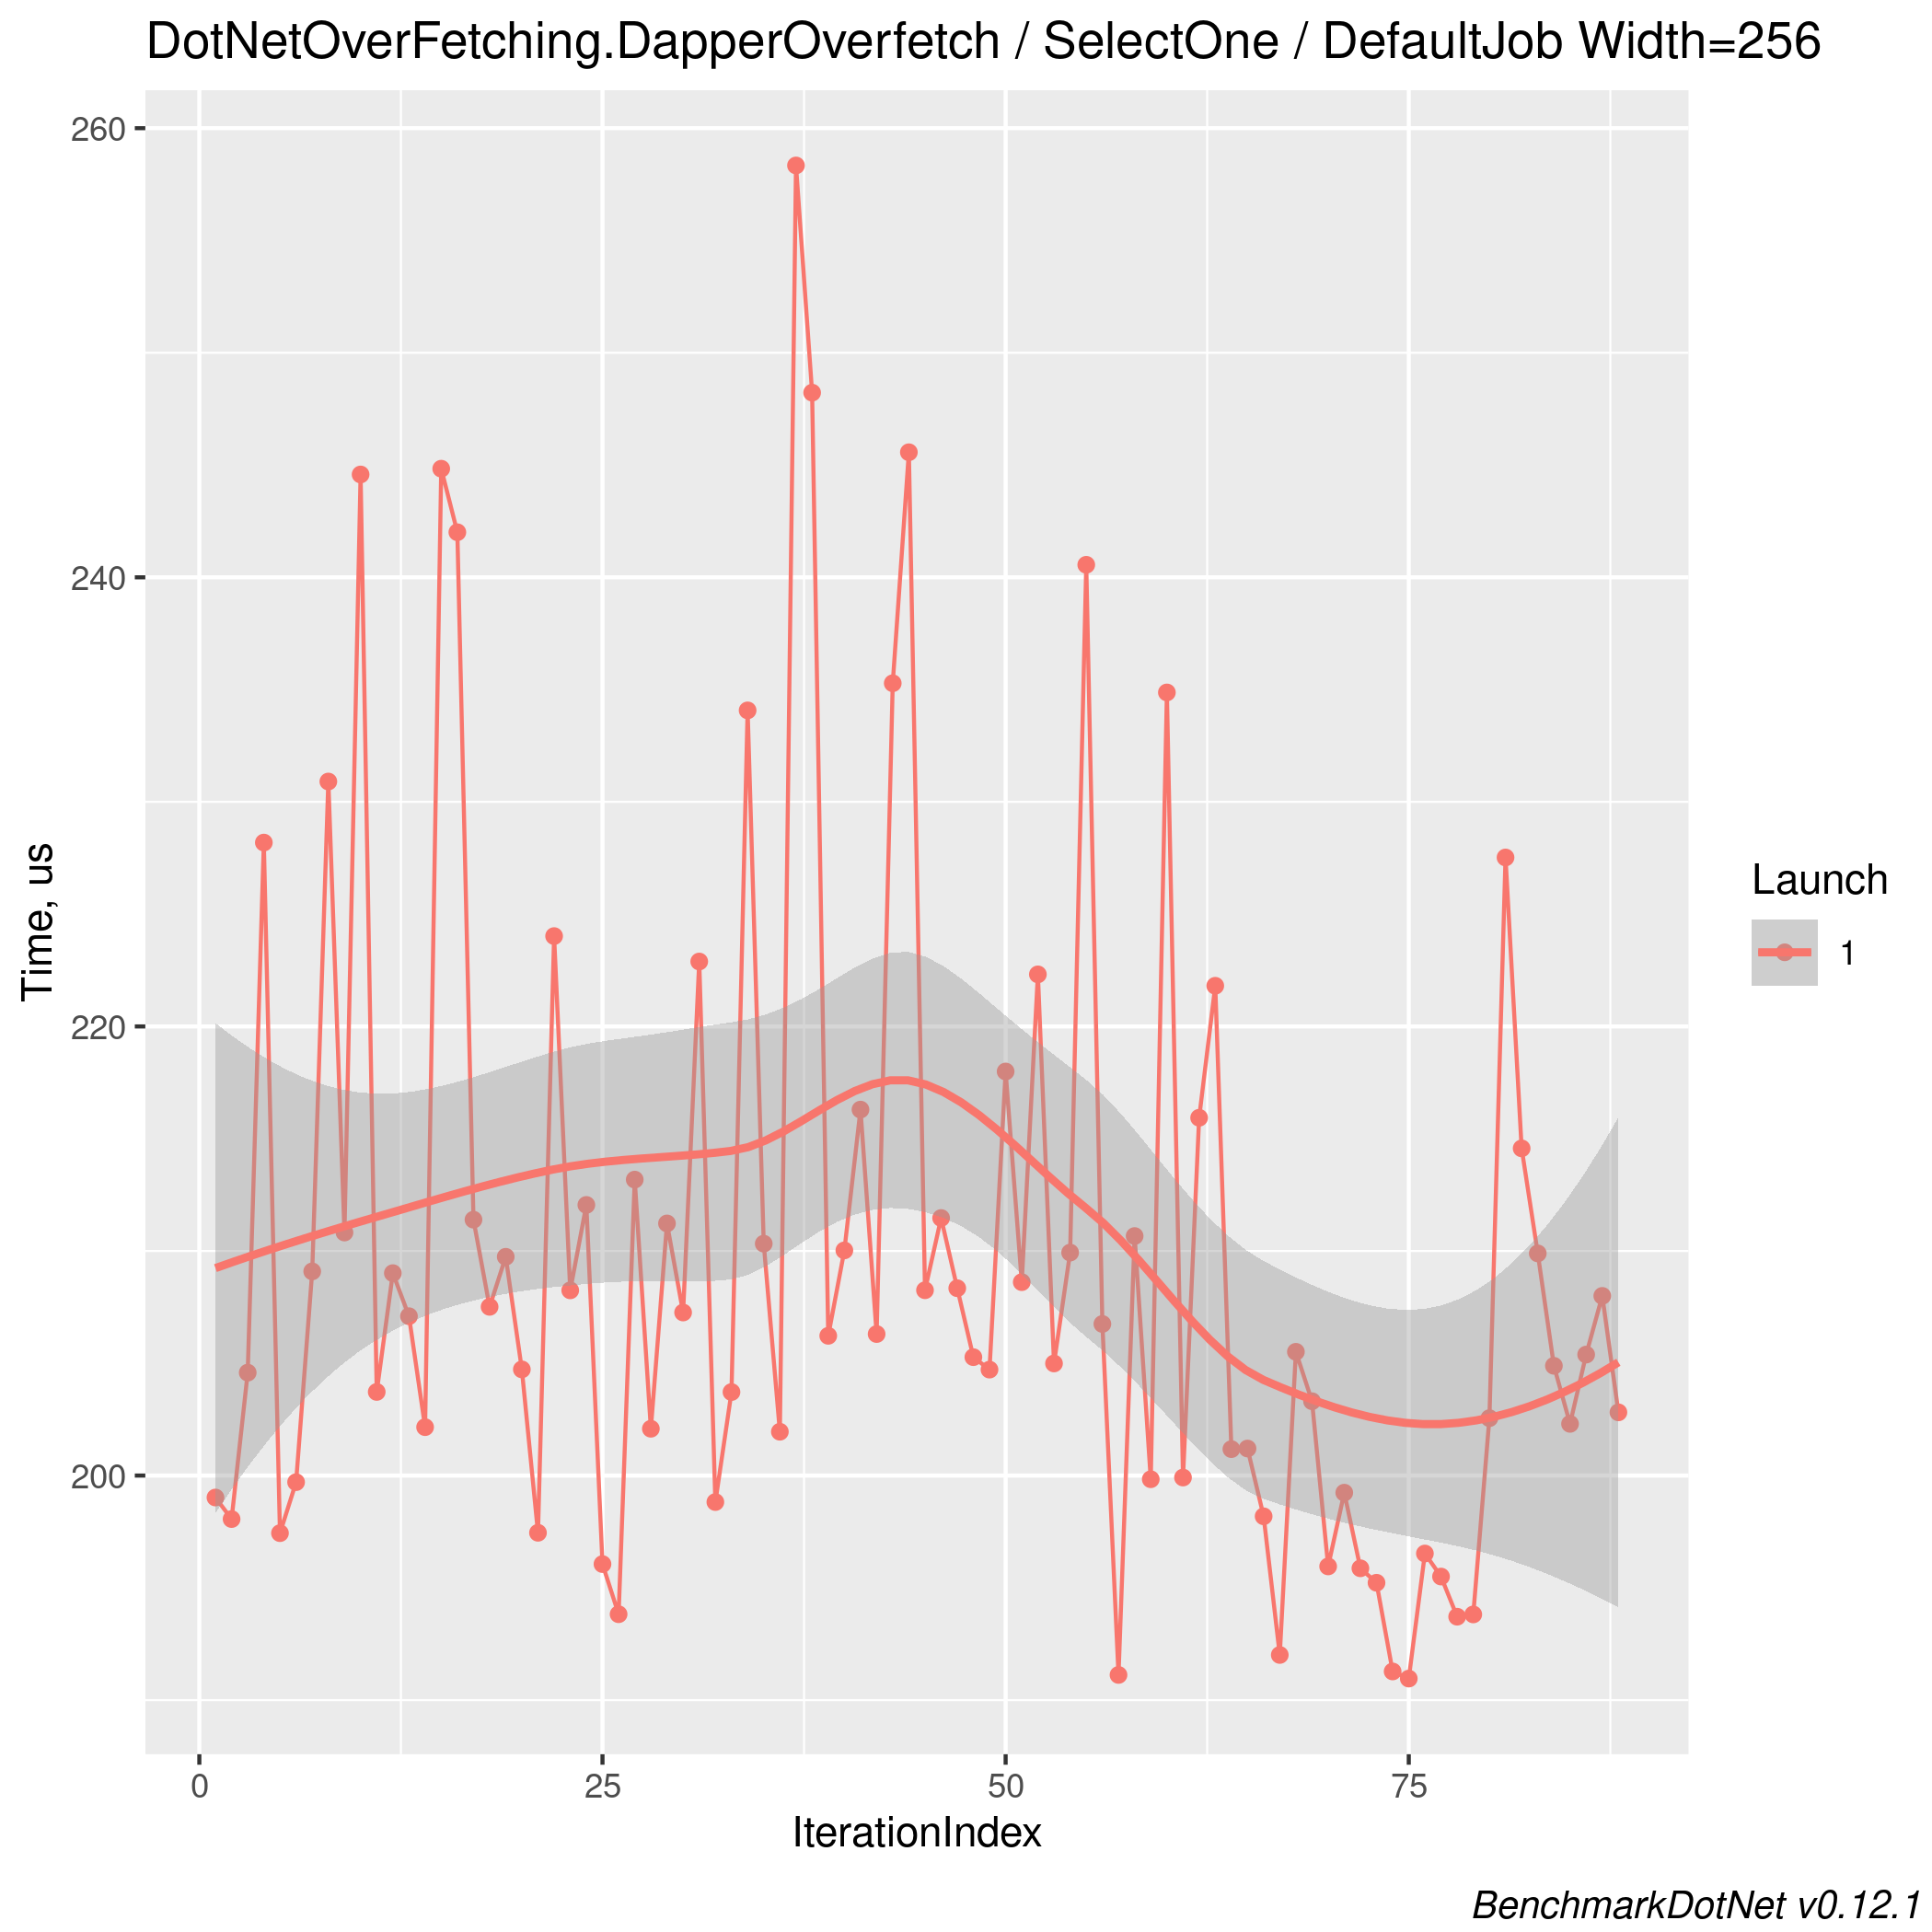 DotNetOverFetching.DapperOverfetch / SelectOne / DefaultJob Width=256
260
240
220
200
Time, us
0 25 50 75
IterationIndex
Launch
1
BenchmarkDotNet v0.12.1